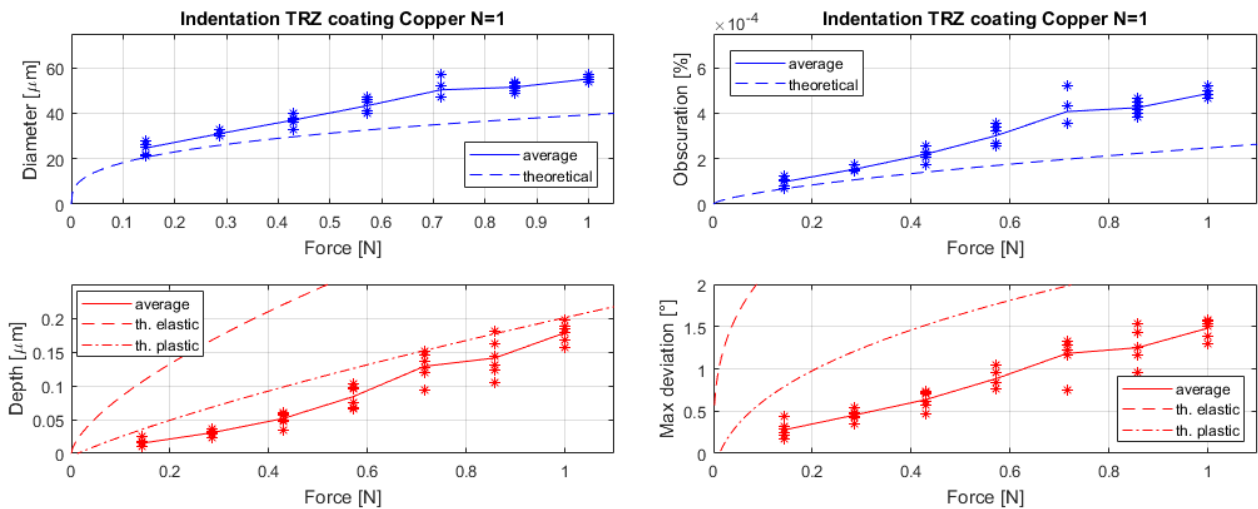 Indentation TRZ coating Copper N=1
Diameter [μm]
60
40
20
0
average
theoretical
0 0.1 0.2 0.3 0.4 0.5 0.6 0.7 0.8 0.9 1
Force [N]
Indentation TRZ coating Copper N=1
×10⁻⁴
Obscuration [%]
6
4
2
0
average
theoretical
0 0.2 0.4 0.6 0.8 1
Force [N]
Depth [μm]
0.2
0.15
0.1
0.05
0
average
th. elastic
th. plastic
0 0.2 0.4 0.6 0.8 1
Force [N]
Max deviation [°]
2
1.5
1
0.5
0
average
th. elastic
th. plastic
0 0.2 0.4 0.6 0.8 1
Force [N]